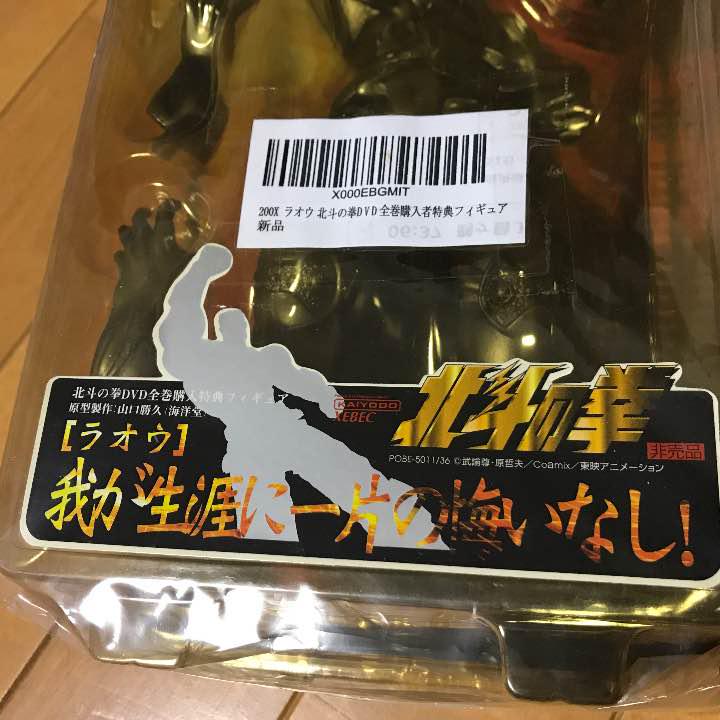 X000EBGMIT
200X ラオウ 北斗の拳DVD全巻購入者特典フィギュア
新品
北斗の拳DVD全巻購入特典フィギュア
原型製作:山口勝久/海洋堂
KAIYODO
XEBEC
北斗の拳
[ラオウ]
POBE-5011/36 ©武論尊・原哲夫/Coamix/東映アニメーション
非売品
我が生涯に一片の悔いなし!